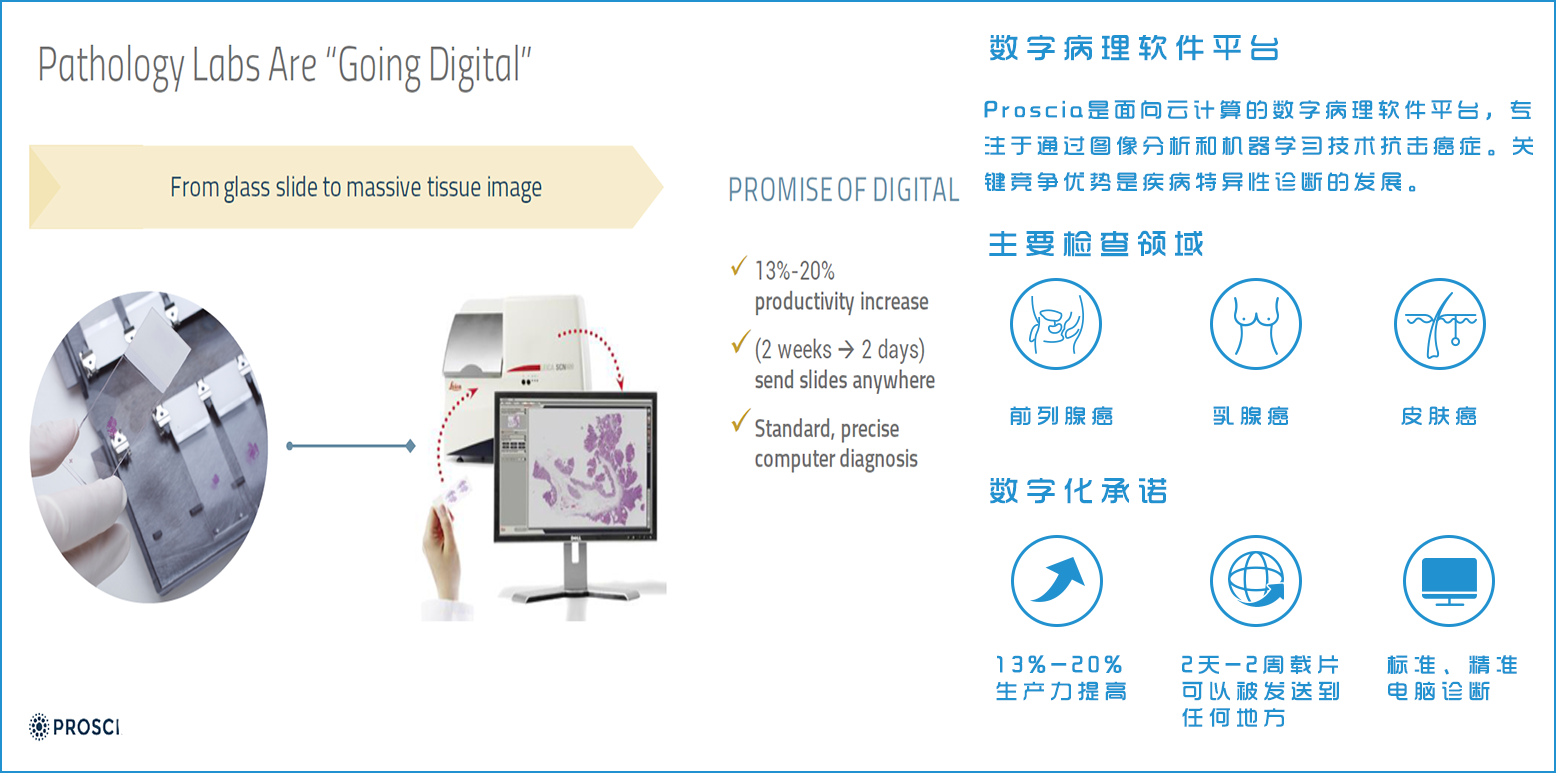 Pathology Labs Are “Going Digital”
From glass slide to massive tissue image
PROMISE OF DIGITAL
13%-20%
productivity increase
(2 weeks → 2 days)
send slides anywhere
Standard, precise
computer diagnosis
Leica
SCN400
DELL
PROSCI
数字病理软件平台
Proscia是面向云计算的数字病理软件平台，专
注于通过图像分析和机器学习技术抗击癌症。关
键竞争优势是疾病特异性诊断的发展。
主要检查领域
前列腺癌
乳腺癌
皮肤癌
数字化承诺
13%-20%
生产力提高
2天-2周载片
可以被发送到
任何地方
标准、精准
电脑诊断